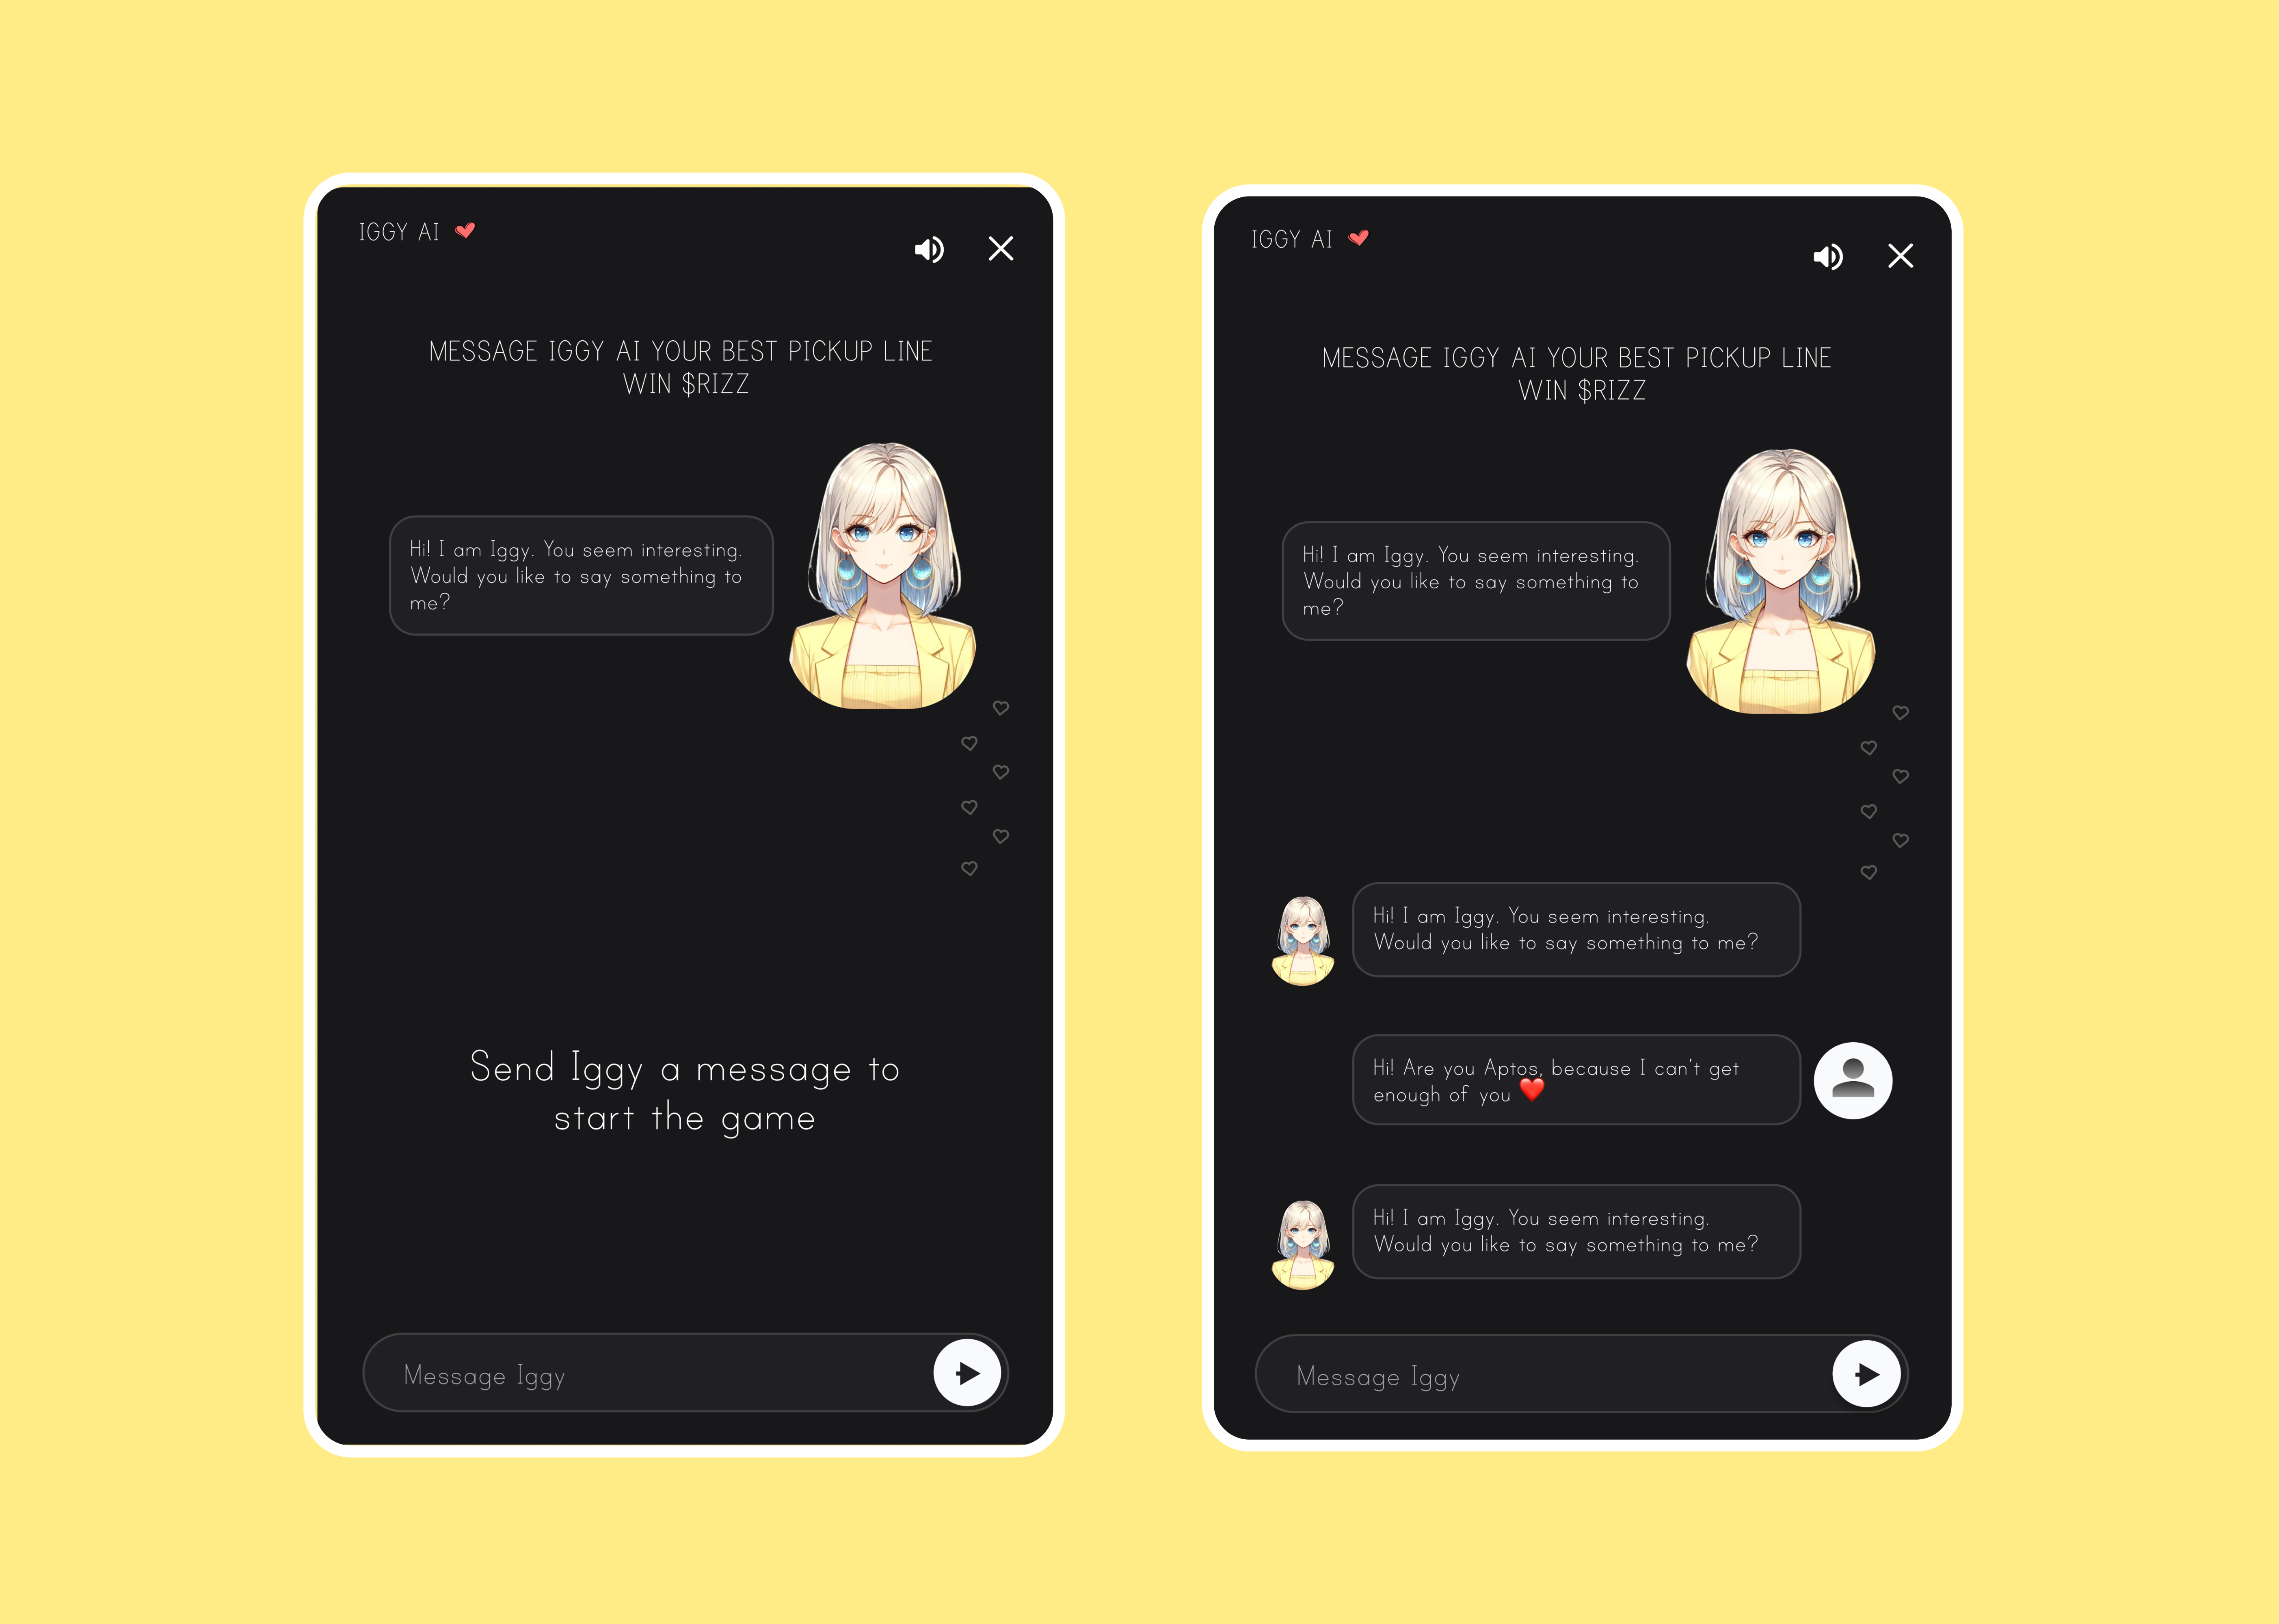 IGGY AI
MESSAGE IGGY AI YOUR BEST PICKUP LINE
WIN $RIZZ
Hi! I am Iggy. You seem interesting.
Would you like to say something to
me?
Send Iggy a message to
start the game
Message Iggy
IGGY AI
MESSAGE IGGY AI YOUR BEST PICKUP LINE
WIN $RIZZ
Hi! I am Iggy. You seem interesting.
Would you like to say something to
me?
Hi! I am Iggy. You seem interesting.
Would you like to say something to me?
Hi! Are you Aptos, because I can't get
enough of you ❤️
Hi! I am Iggy. You seem interesting.
Would you like to say something to me?
Message Iggy